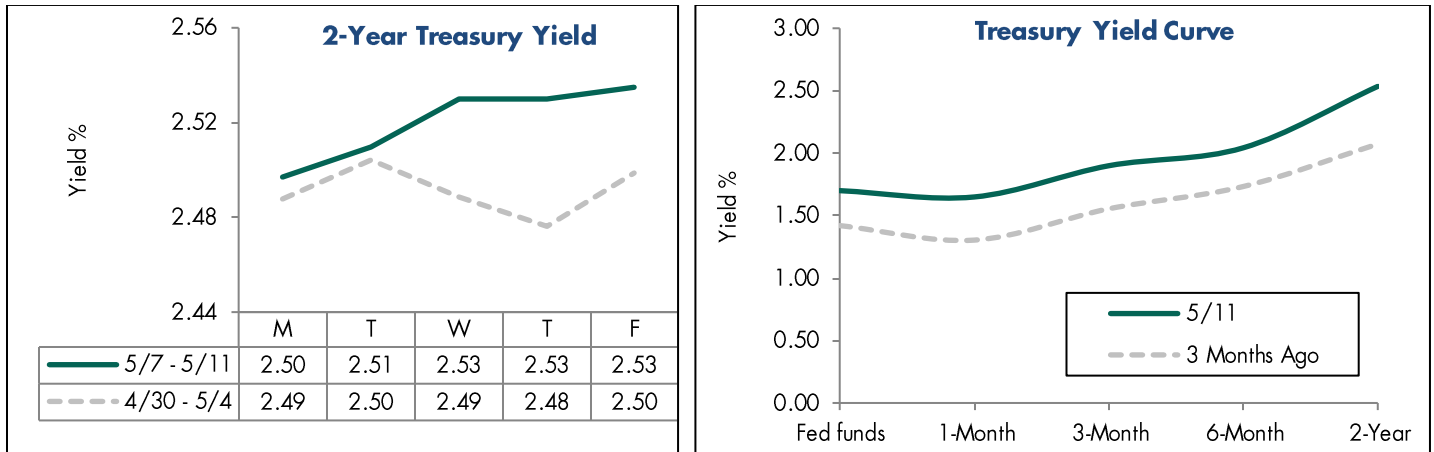 2-Year Treasury Yield
Yield %
2.56
2.52
2.48
2.44
M T W T F
5/7 - 5/11 2.50 2.51 2.53 2.53 2.53
4/30 - 5/4 2.49 2.50 2.49 2.48 2.50
Treasury Yield Curve
Yield %
3.00
2.50
2.00
1.50
1.00
0.50
0.00
5/11
3 Months Ago
Fed funds 1-Month 3-Month 6-Month 2-Year